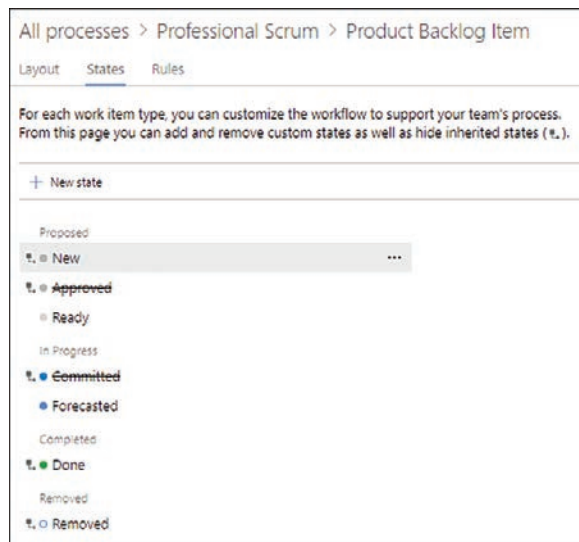 All processes > Professional Scrum > Product Backlog Item
Layout States Rules
For each work item type, you can customize the workflow to support your team's process.
From this page you can add and remove custom states as well as hide inherited states ( ).
+ New state
Proposed
New ...
Approved
Ready
In Progress
Committed
Forecasted
Completed
Done
Removed
Removed